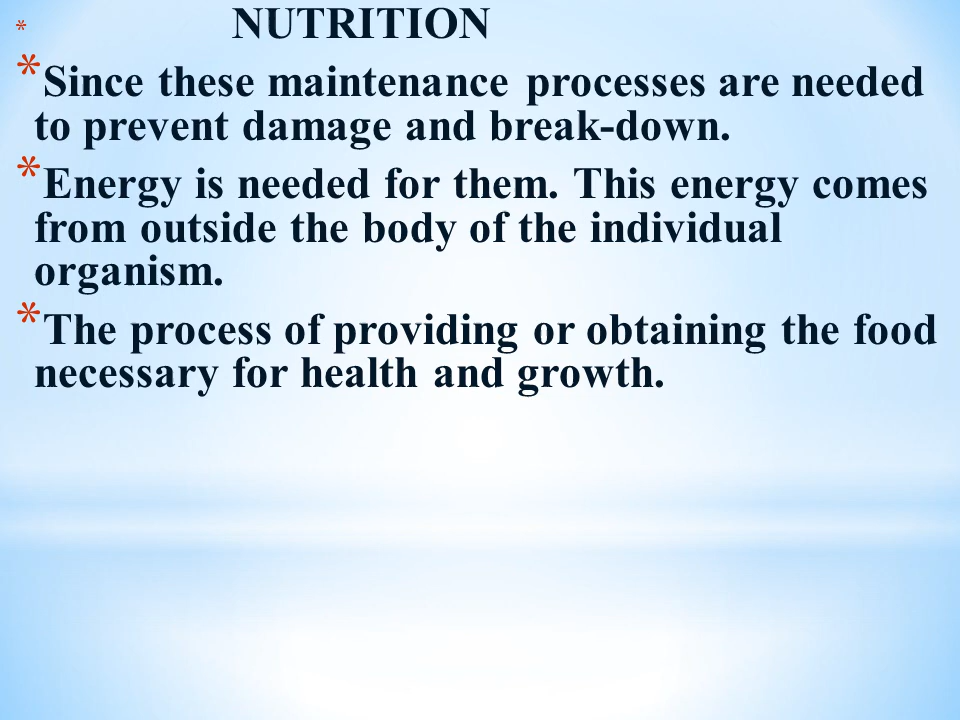 * NUTRITION
* Since these maintenance processes are needed
to prevent damage and break-down.
* Energy is needed for them. This energy comes
from outside the body of the individual
organism.
* The process of providing or obtaining the food
necessary for health and growth.